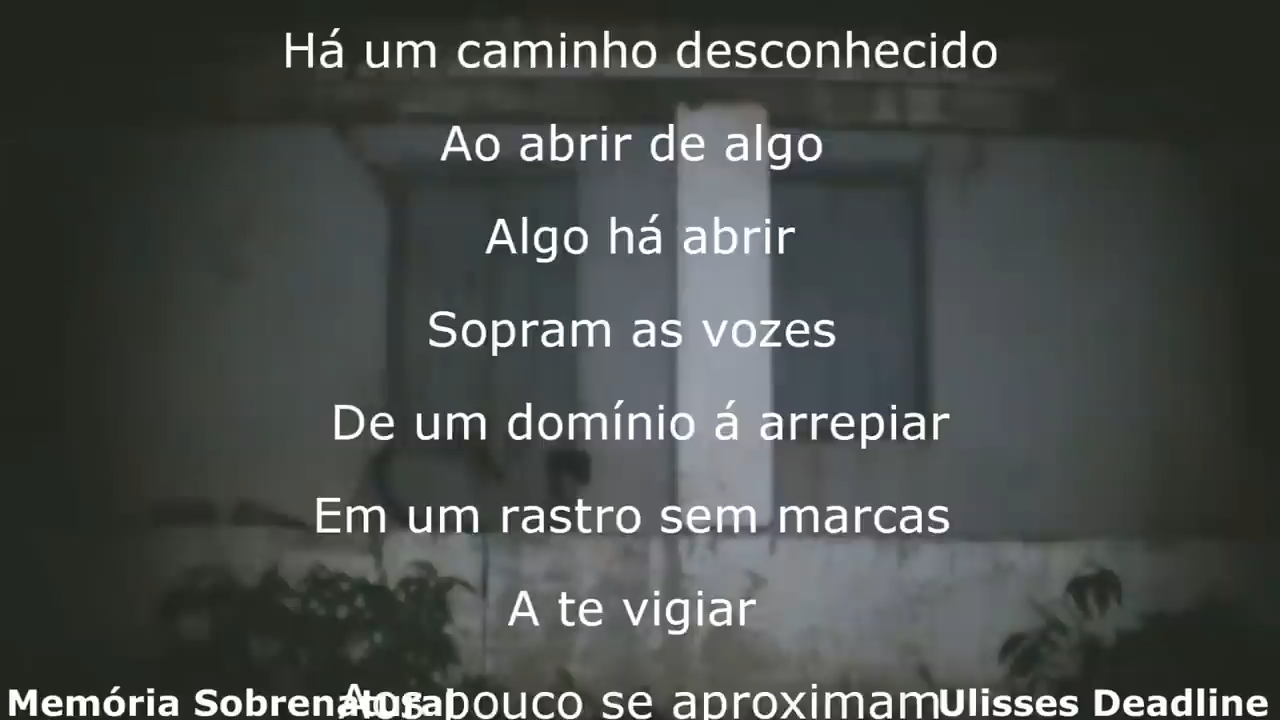 Há um caminho desconhecido
Ao abrir de algo
Algo há abrir
Sopram as vozes
De um domínio á arrepiar
Em um rastro sem marcas
A te vigiar
Aos pouco se aproximam
Memória Sobrenatural
Ulisses Deadline